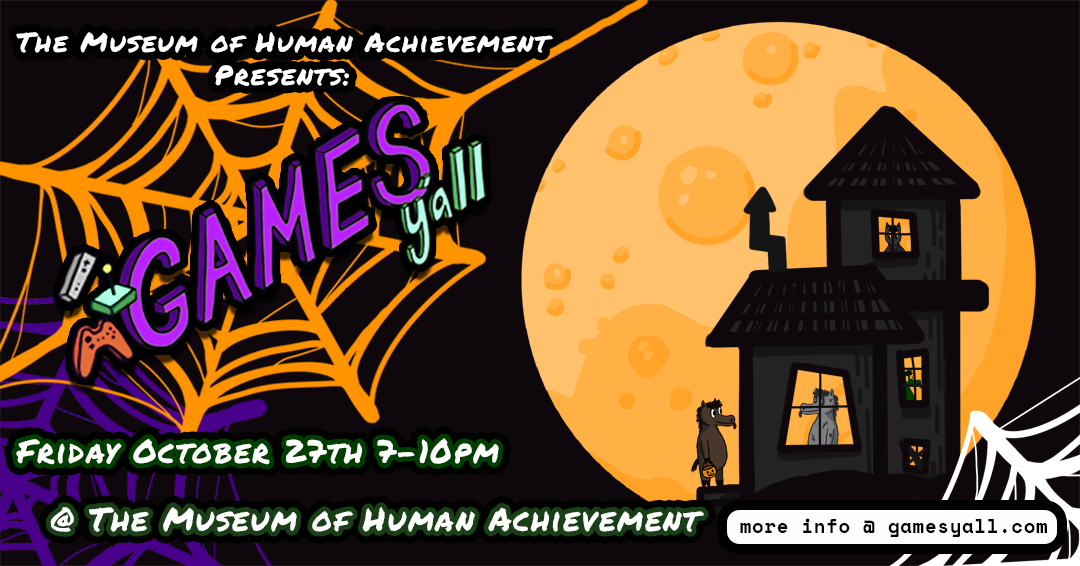 The Museum of Human Achievement
Presents:
GAMES
yall
Friday October 27th 7-10pm
@ The Museum of Human Achievement
more info @ gamesyall.com